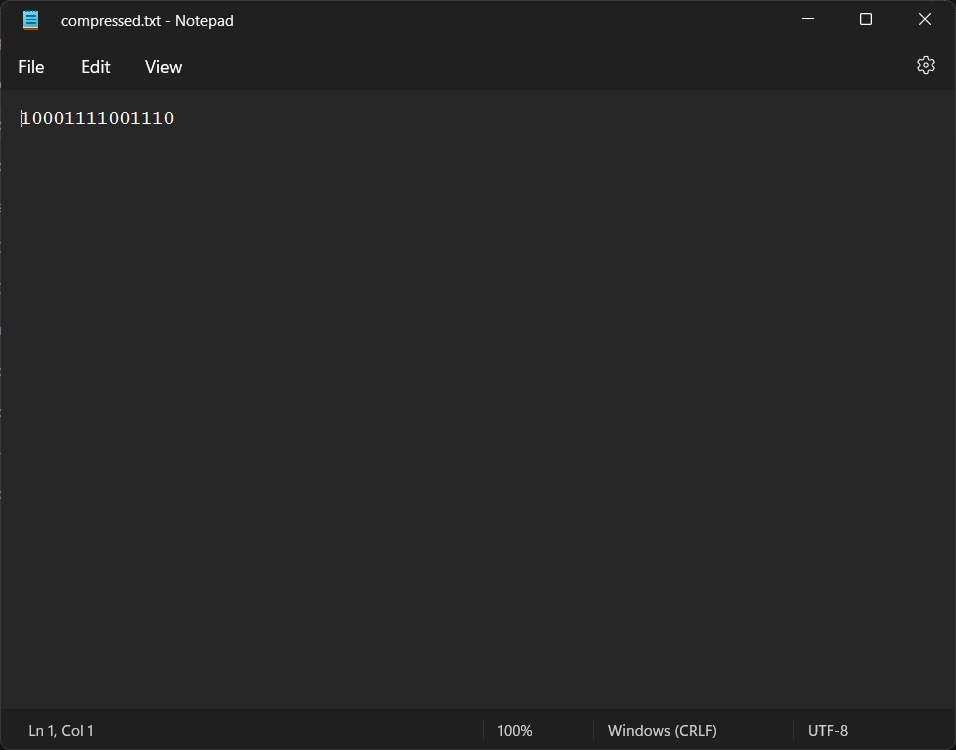 compressed.txt - Notepad
File Edit View
10001111001110
Ln 1, Col 1 100% Windows (CRLF) UTF-8